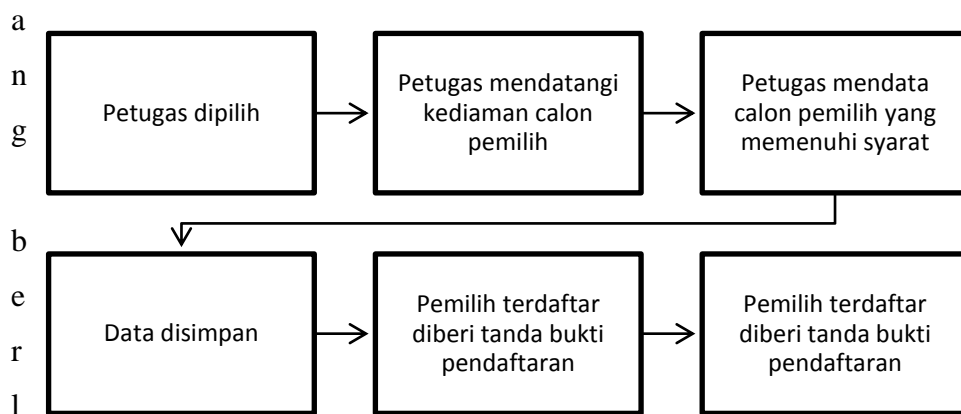 a
n
g
Petugas dipilih
Petugas mendatangi
kediaman calon
pemilih
Petugas mendata
calon pemilih yang
memenuhi syarat
b
e
r
l
Data disimpan
Pemilih terdaftar
diberi tanda bukti
pendaftaran
Pemilih terdaftar
diberi tanda bukti
pendaftaran